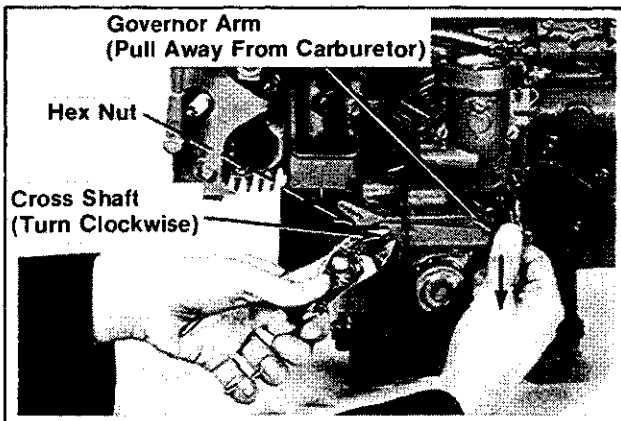 Governor Arm
(Pull Away From Carburetor)
Hex Nut
Cross Shaft
(Turn Clockwise)